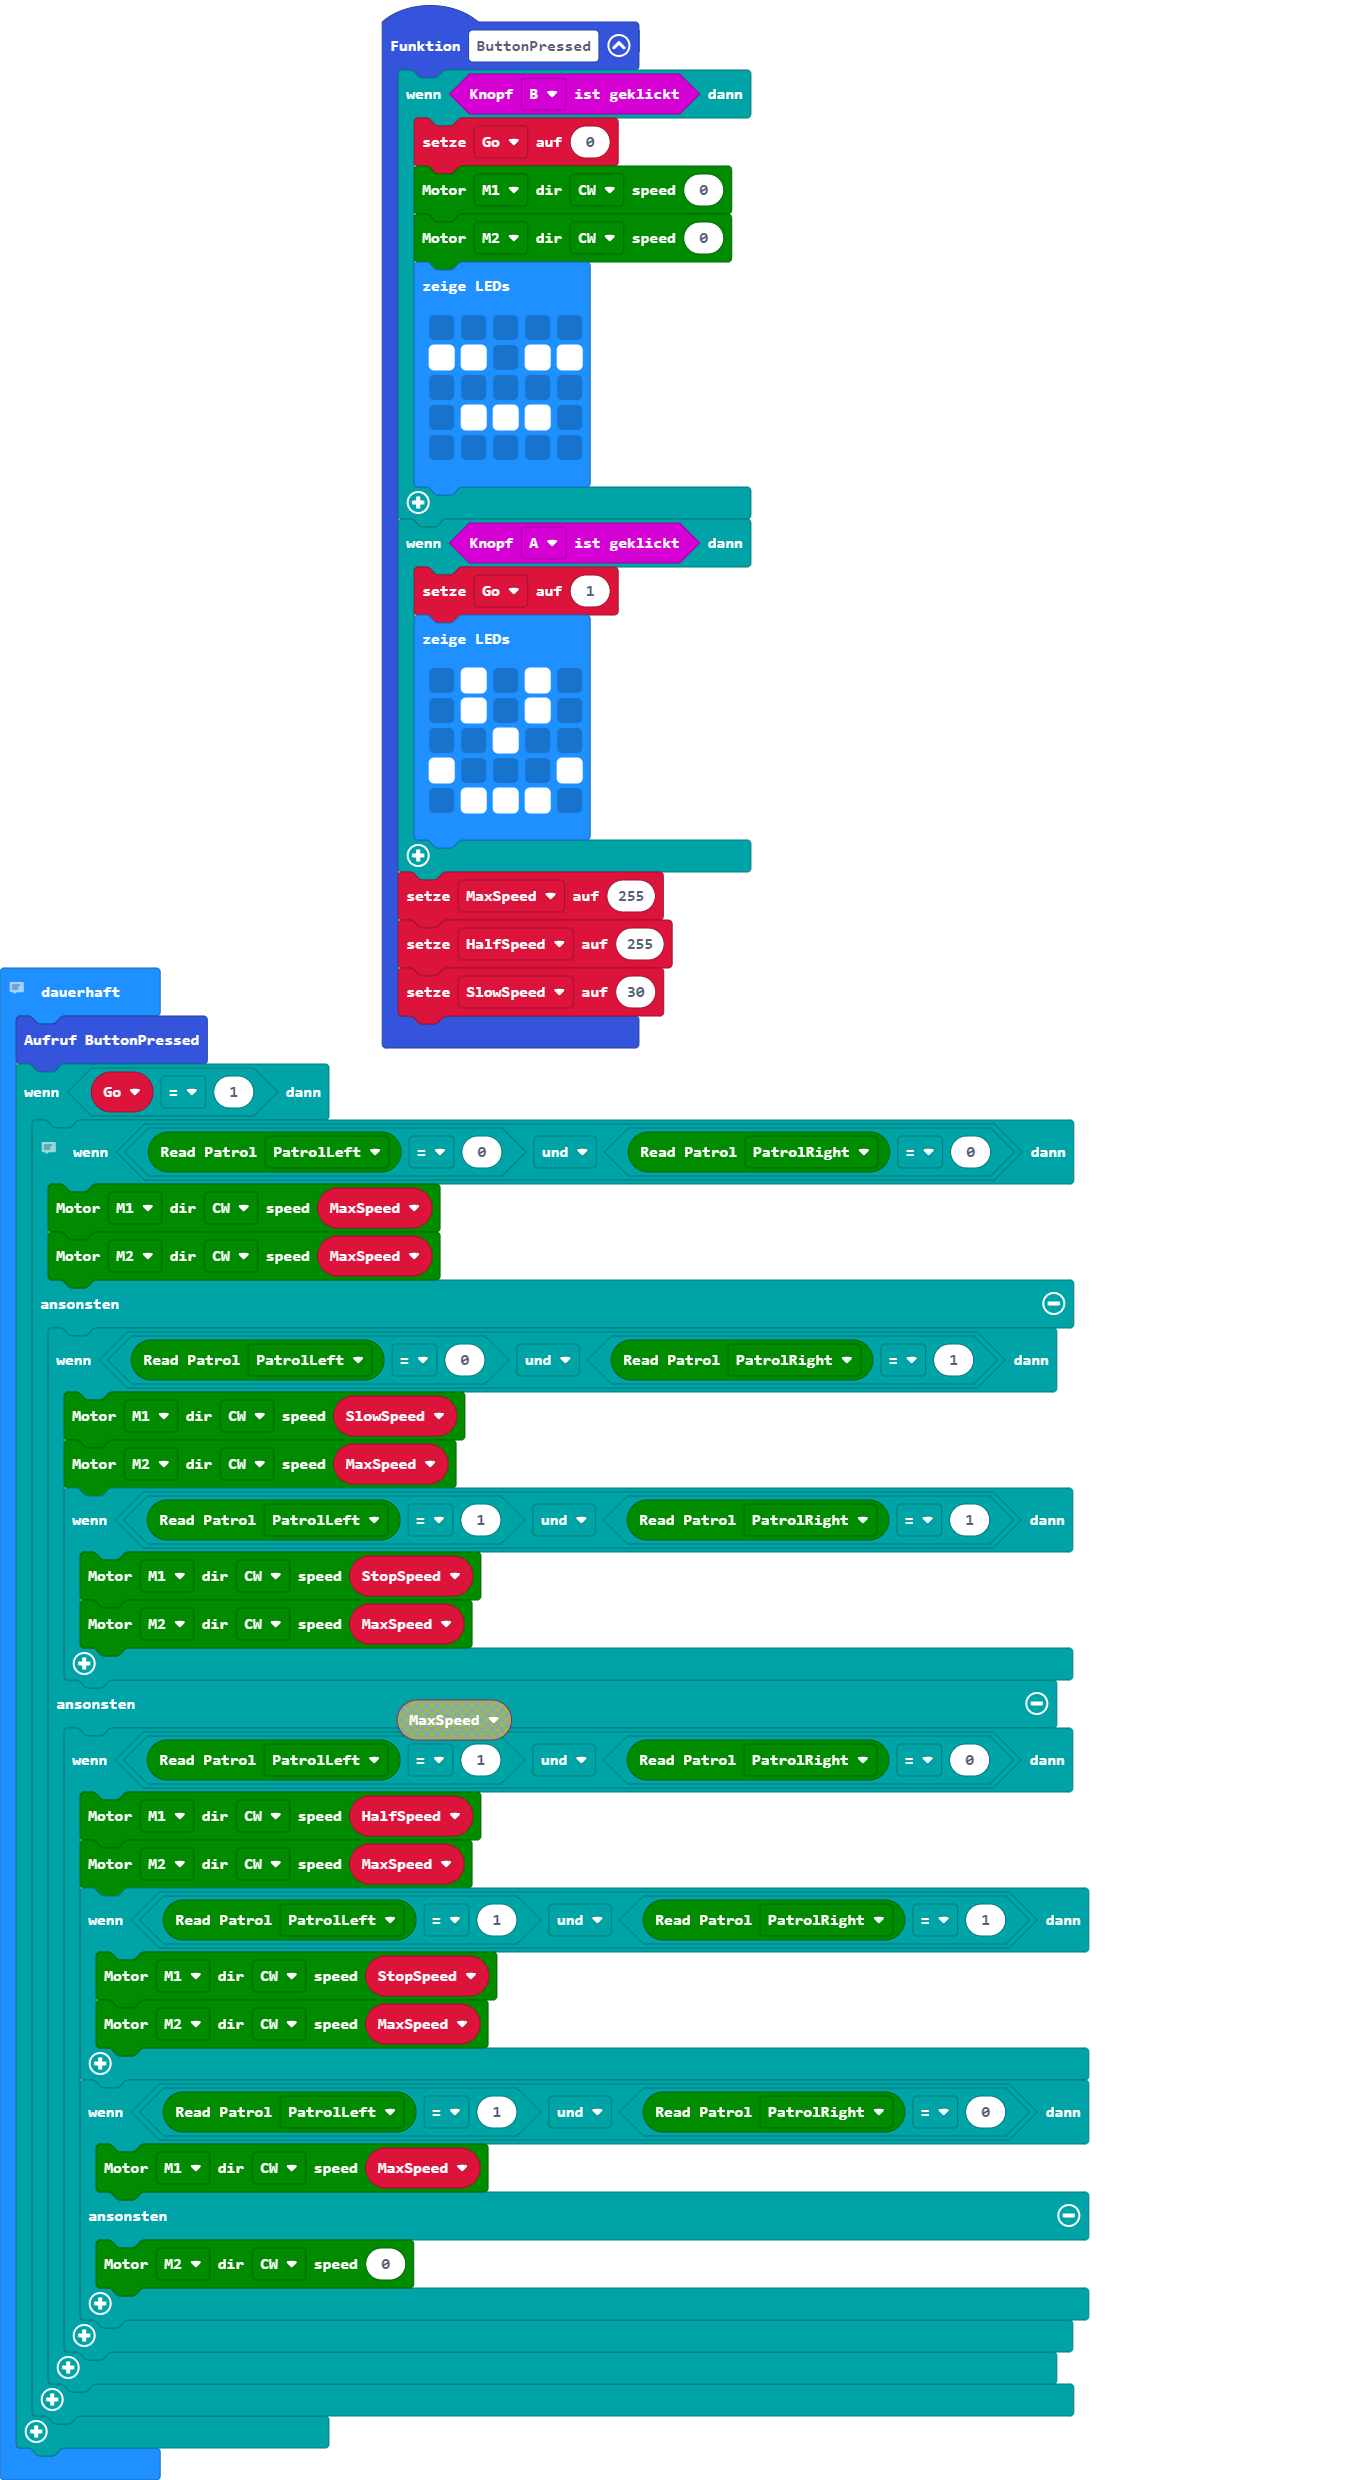 Funktion ButtonPressed
wenn Knopf B ist geklickt dann
setze Go auf 0
Motor M1 dir CW speed 0
Motor M2 dir CW speed 0
zeige LEDs
wenn Knopf A ist geklickt dann
setze Go auf 1
zeige LEDs
setze MaxSpeed auf 255
setze HalfSpeed auf 255
setze SlowSpeed auf 30
dauerhaft
Aufruf ButtonPressed
wenn Go = 1 dann
wenn Read Patrol PatrolLeft = 0 und Read Patrol PatrolRight = 0 dann
Motor M1 dir CW speed MaxSpeed
Motor M2 dir CW speed MaxSpeed
ansonsten
wenn Read Patrol PatrolLeft = 0 und Read Patrol PatrolRight = 1 dann
Motor M1 dir CW speed SlowSpeed
Motor M2 dir CW speed MaxSpeed
wenn Read Patrol PatrolLeft = 1 und Read Patrol PatrolRight = 1 dann
Motor M1 dir CW speed StopSpeed
Motor M2 dir CW speed MaxSpeed
ansonsten
MaxSpeed
wenn Read Patrol PatrolLeft = 1 und Read Patrol PatrolRight = 0 dann
Motor M1 dir CW speed HalfSpeed
Motor M2 dir CW speed MaxSpeed
wenn Read Patrol PatrolLeft = 1 und Read Patrol PatrolRight = 1 dann
Motor M1 dir CW speed StopSpeed
Motor M2 dir CW speed MaxSpeed
wenn Read Patrol PatrolLeft = 1 und Read Patrol PatrolRight = 0 dann
Motor M1 dir CW speed MaxSpeed
ansonsten
Motor M2 dir CW speed 0